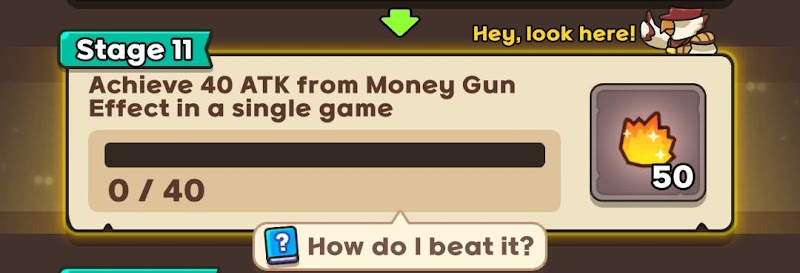 Hey, look here!
Stage 11
Achieve 40 ATK from Money Gun
Effect in a single game
50
0 / 40
? How do I beat it?